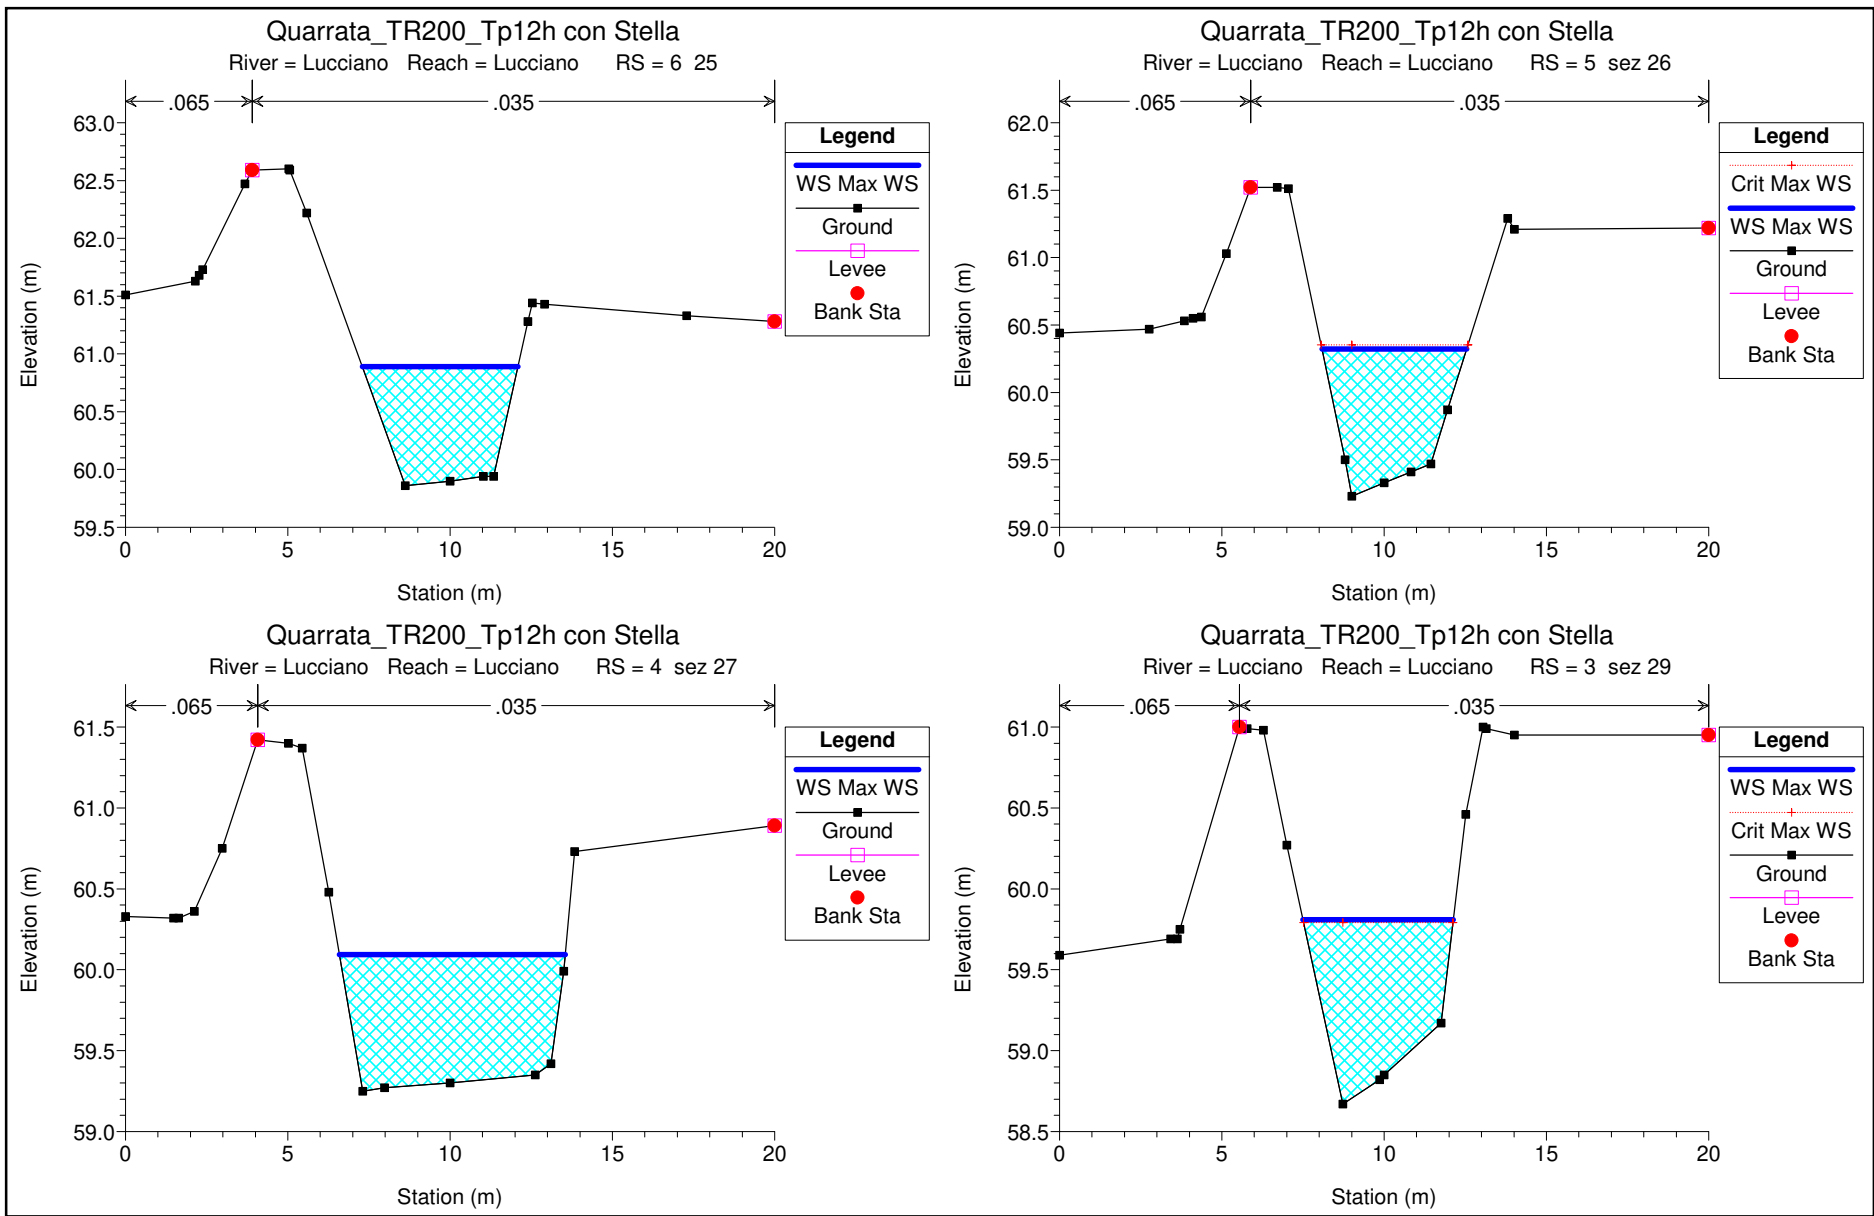 Quarrata_TR200_Tp12h con Stella
River = Lucciano Reach = Lucciano RS = 6 25
.065
.035
63.0
62.5
62.0
61.5
61.0
60.5
60.0
59.5
0
5
10
15
20
Station (m)
Elevation (m)
Legend
WS Max WS
Ground
Levee
Bank Sta
Quarrata_TR200_Tp12h con Stella
River = Lucciano Reach = Lucciano RS = 5 sez 26
.065
.035
62.0
61.5
61.0
60.5
60.0
59.5
59.0
0
5
10
15
20
Station (m)
Elevation (m)
Legend
Crit Max WS
WS Max WS
Ground
Levee
Bank Sta
Quarrata_TR200_Tp12h con Stella
River = Lucciano Reach = Lucciano RS = 4 sez 27
.065
.035
61.5
61.0
60.5
60.0
59.5
59.0
0
5
10
15
20
Station (m)
Elevation (m)
Legend
WS Max WS
Ground
Levee
Bank Sta
Quarrata_TR200_Tp12h con Stella
River = Lucciano Reach = Lucciano RS = 3 sez 29
.065
.035
61.0
60.5
60.0
59.5
59.0
58.5
0
5
10
15
20
Station (m)
Elevation (m)
Legend
WS Max WS
Crit Max WS
Ground
Levee
Bank Sta